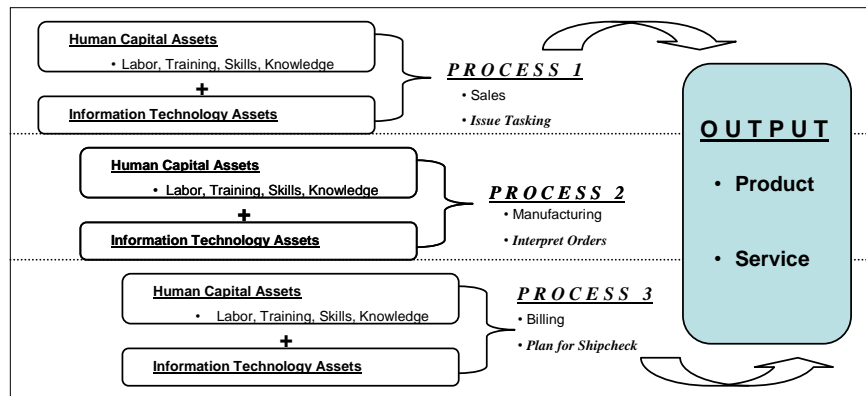 Human Capital Assets
• Labor, Training, Skills, Knowledge
+
Information Technology Assets
PROCESS 1
• Sales
• Issue Tasking
Human Capital Assets
• Labor, Training, Skills, Knowledge
+
Information Technology Assets
PROCESS 2
• Manufacturing
• Interpret Orders
Human Capital Assets
• Labor, Training, Skills, Knowledge
+
Information Technology Assets
PROCESS 3
• Billing
• Plan for Shipcheck
OUTPUT
• Product
• Service